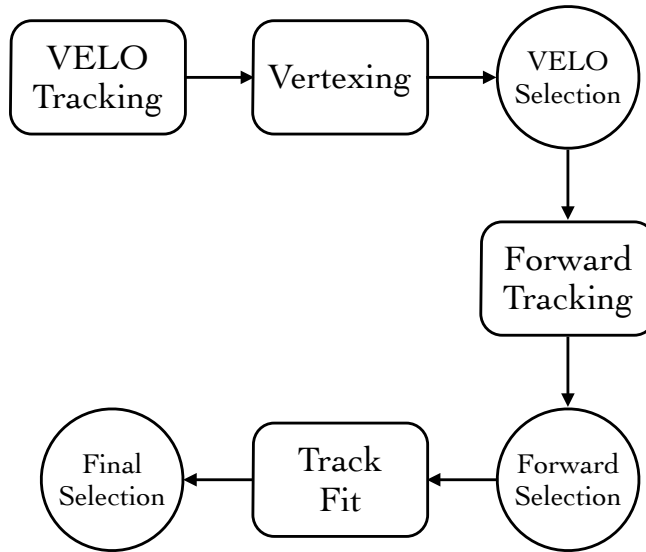 VELO
Tracking
Vertexing
VELO
Selection
Forward
Tracking
Forward
Selection
Track
Fit
Final
Selection